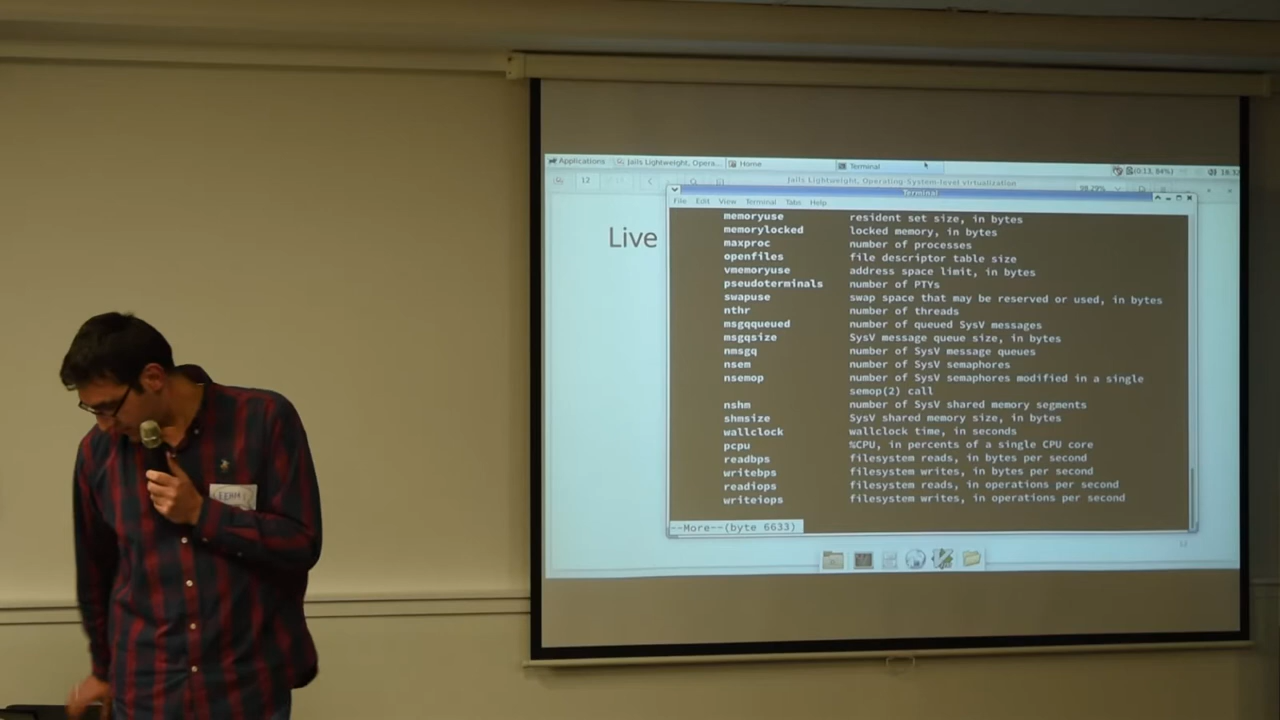 Applications
Jails Lightweight, Opera...
Home
Terminal
(0:13, 84%)
16:32
12
Jails Lightweight, Operating System-level virtualization
98.29%
Terminal
File Edit View Terminal Tabs Help
Live
memoryuse resident set size, in bytes
memorylocked locked memory, in bytes
maxproc number of processes
openfiles file descriptor table size
vmemoryuse address space limit, in bytes
pseudoterminals number of PTYs
swapuse swap space that may be reserved or used, in bytes
nthr number of threads
msgqqueued number of queued SysV messages
msgqsize SysV message queue size, in bytes
nmsgq number of SysV message queues
nsem number of SysV semaphores
nsemop number of SysV semaphores modified in a single
semop(2) call
nshm number of SysV shared memory segments
shmsize SysV shared memory size, in bytes
wallclock wallclock time, in seconds
pcpu %CPU, in percents of a single CPU core
readbps filesystem reads, in bytes per second
writebps filesystem writes, in bytes per second
readiops filesystem reads, in operations per second
writeiops filesystem writes, in operations per second
--More--(byte 6633)